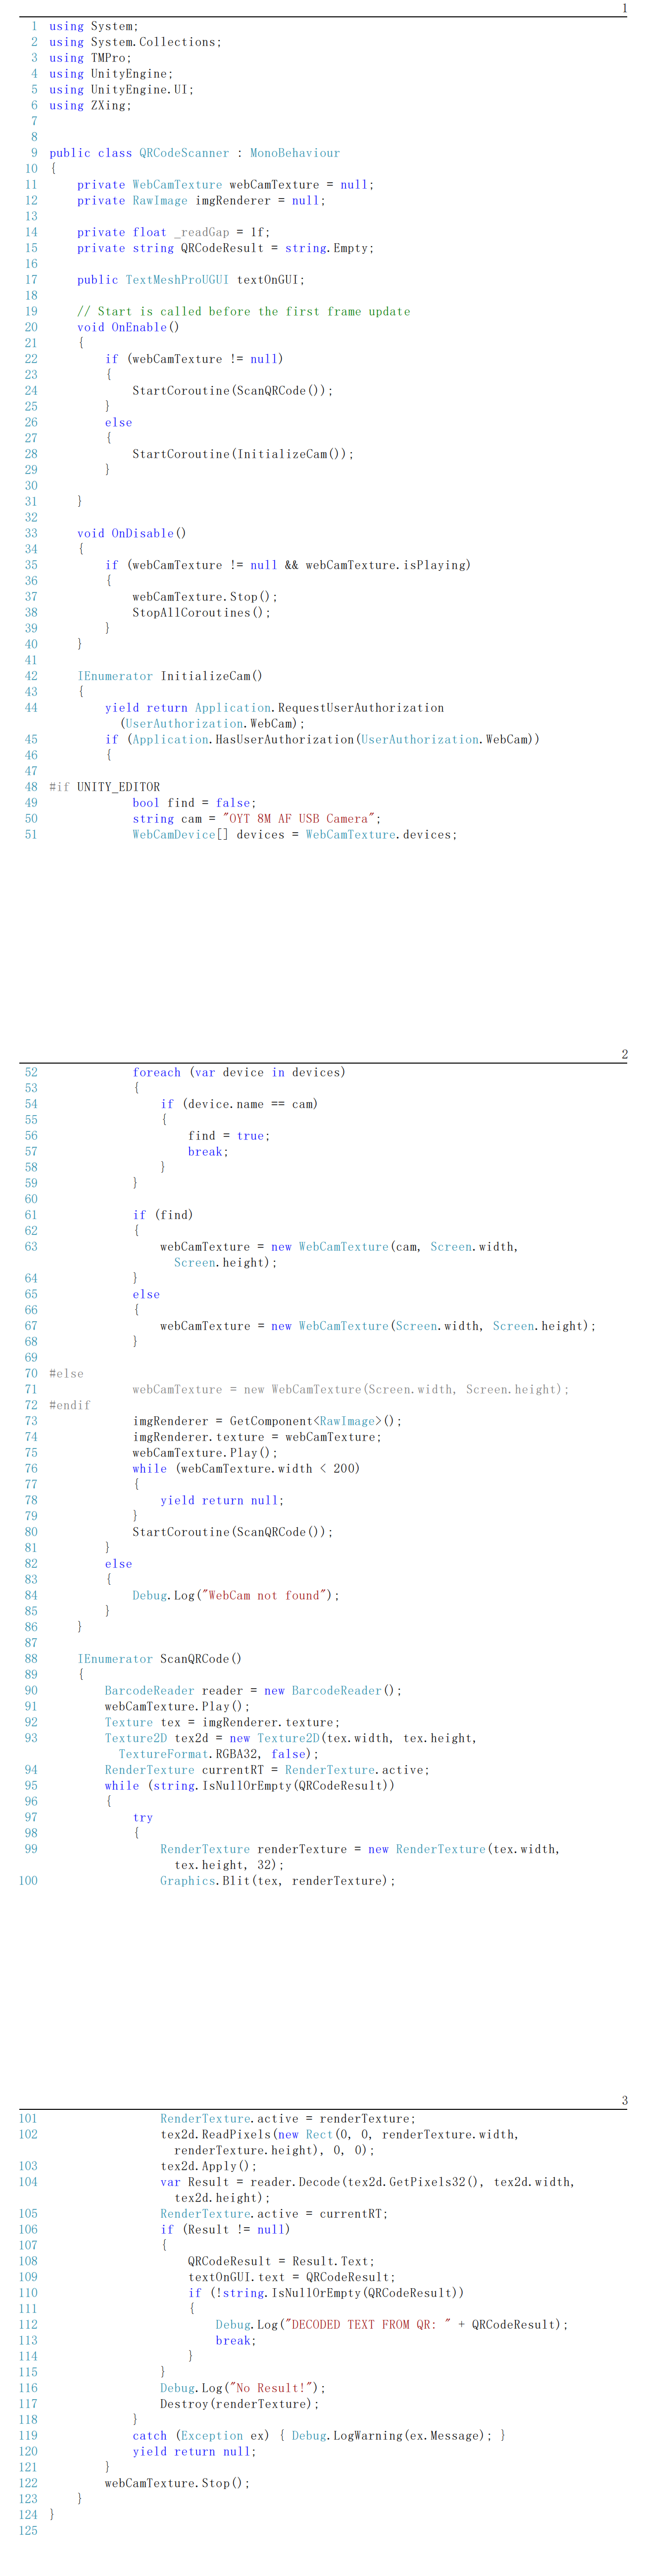 1
1 using System;
2 using System.Collections;
3 using TMPro;
4 using UnityEngine;
5 using UnityEngine.UI;
6 using ZXing;
7
8
9 public class QRCodeScanner : MonoBehaviour
10 {
11     private WebCamTexture webCamTexture = null;
12     private RawImage imgRenderer = null;
13
14     private float _readGap = 1f;
15     private string QRCodeResult = string.Empty;
16
17     public TextMeshProUGUI textOnGUI;
18
19     // Start is called before the first frame update
20     void OnEnable()
21     {
22         if (webCamTexture != null)
23         {
24             StartCoroutine(ScanQRCode());
25         }
26         else
27         {
28             StartCoroutine(InitializeCam());
29         }
30
31     }
32
33     void OnDisable()
34     {
35         if (webCamTexture != null && webCamTexture.isPlaying)
36         {
37             webCamTexture.Stop();
38             StopAllCoroutines();
39         }
40     }
41
42     IEnumerator InitializeCam()
43     {
44         yield return Application.RequestUserAuthorization
           (UserAuthorization.WebCam);
45         if (Application.HasUserAuthorization(UserAuthorization.WebCam))
46         {
47
48 #if UNITY_EDITOR
49             bool find = false;
50             string cam = "OYT 8M AF USB Camera";
51             WebCamDevice[] devices = WebCamTexture.devices;
2
52             foreach (var device in devices)
53             {
54                 if (device.name == cam)
55                 {
56                     find = true;
57                     break;
58                 }
59             }
60
61             if (find)
62             {
63                 webCamTexture = new WebCamTexture(cam, Screen.width,
                   Screen.height);
64             }
65             else
66             {
67                 webCamTexture = new WebCamTexture(Screen.width, Screen.height);
68             }
69
70 #else
71             webCamTexture = new WebCamTexture(Screen.width, Screen.height);
72 #endif
73             imgRenderer = GetComponent<RawImage>();
74             imgRenderer.texture = webCamTexture;
75             webCamTexture.Play();
76             while (webCamTexture.width < 200)
77             {
78                 yield return null;
79             }
80             StartCoroutine(ScanQRCode());
81         }
82         else
83         {
84             Debug.Log("WebCam not found");
85         }
86     }
87
88     IEnumerator ScanQRCode()
89     {
90         BarcodeReader reader = new BarcodeReader();
91         webCamTexture.Play();
92         Texture tex = imgRenderer.texture;
93         Texture2D tex2d = new Texture2D(tex.width, tex.height,
           TextureFormat.RGBA32, false);
94         RenderTexture currentRT = RenderTexture.active;
95         while (string.IsNullOrEmpty(QRCodeResult))
96         {
97             try
98             {
99                 RenderTexture renderTexture = new RenderTexture(tex.width,
                   tex.height, 32);
100                 Graphics.Blit(tex, renderTexture);
3
101                 RenderTexture.active = renderTexture;
102                 tex2d.ReadPixels(new Rect(0, 0, renderTexture.width,
                   renderTexture.height), 0, 0);
103                 tex2d.Apply();
104                 var Result = reader.Decode(tex2d.GetPixels32(), tex2d.width,
                   tex2d.height);
105                 RenderTexture.active = currentRT;
106                 if (Result != null)
107                 {
108                     QRCodeResult = Result.Text;
109                     textOnGUI.text = QRCodeResult;
110                     if (!string.IsNullOrEmpty(QRCodeResult))
111                     {
112                         Debug.Log("DECODED TEXT FROM QR: " + QRCodeResult);
113                         break;
114                     }
115                 }
116                 Debug.Log("No Result!");
117                 Destroy(renderTexture);
118             }
119             catch (Exception ex) { Debug.LogWarning(ex.Message); }
120             yield return null;
121         }
122         webCamTexture.Stop();
123     }
124 }
125